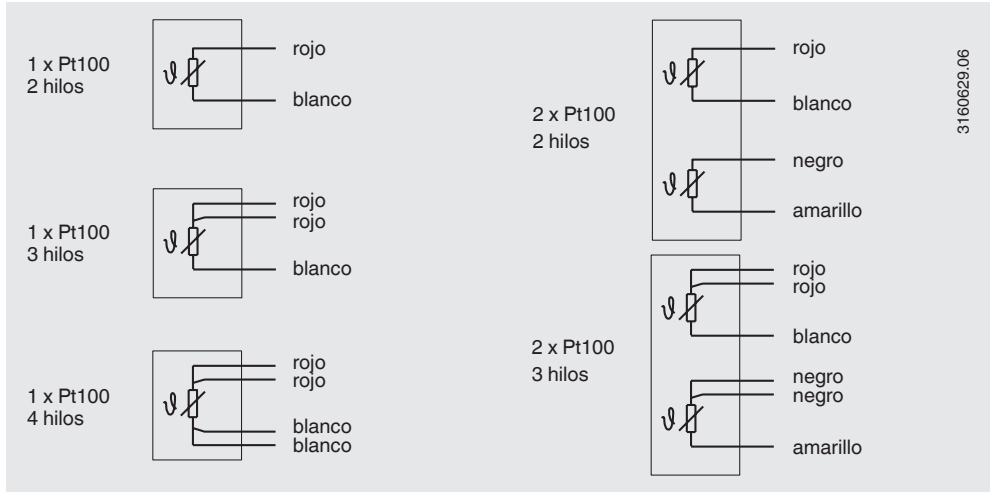 1 x Pt100
2 hilos
rojo
blanco
1 x Pt100
3 hilos
rojo
rojo
blanco
1 x Pt100
4 hilos
rojo
rojo
blanco
blanco
2 x Pt100
2 hilos
rojo
blanco
negro
amarillo
2 x Pt100
3 hilos
rojo
rojo
blanco
negro
negro
amarillo
3160629.06